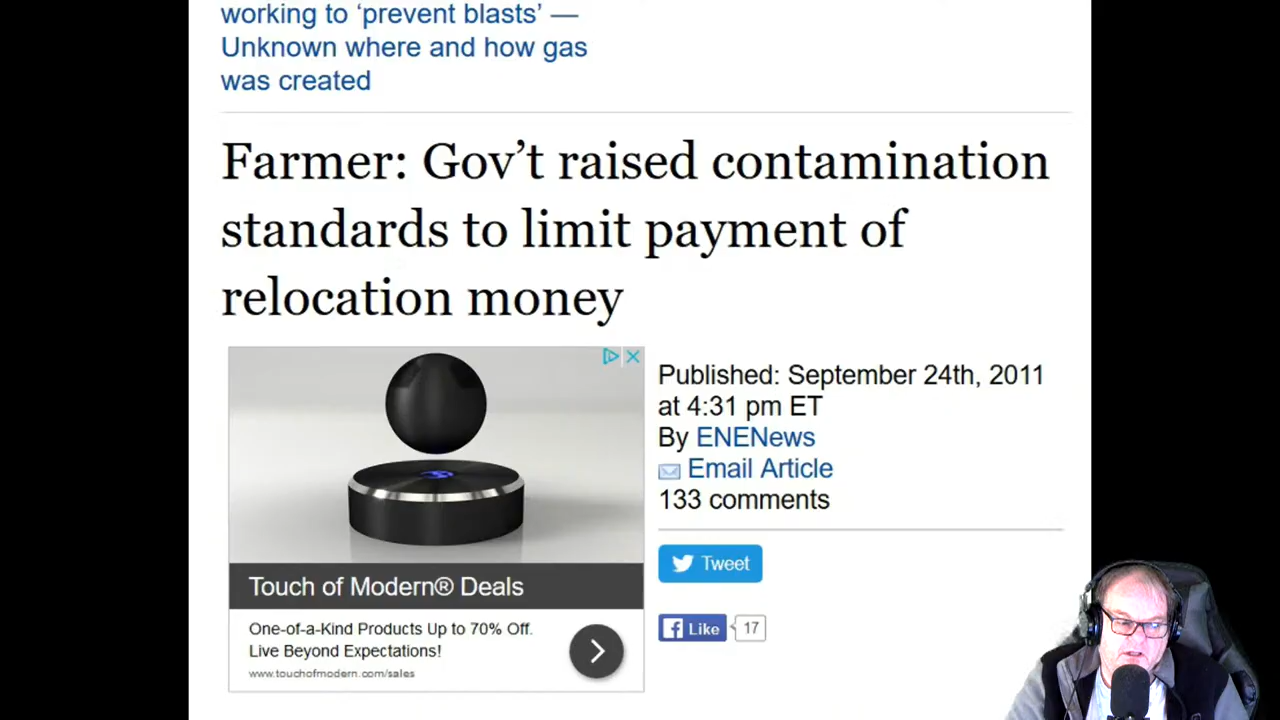 working to ‘prevent blasts’ —
Unknown where and how gas
was created
Farmer: Gov’t raised contamination
standards to limit payment of
relocation money
Published: September 24th, 2011
at 4:31 pm ET
By ENENews
Email Article
133 comments
Tweet
Like 17
Touch of Modern® Deals
One-of-a-Kind Products Up to 70% Off.
Live Beyond Expectations!
www.touchofmodern.com/sales